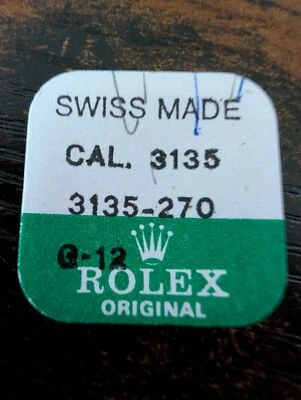 SWISS MADE
CAL. 3135
3135-270
Q-12
ROLEX
ORIGINAL